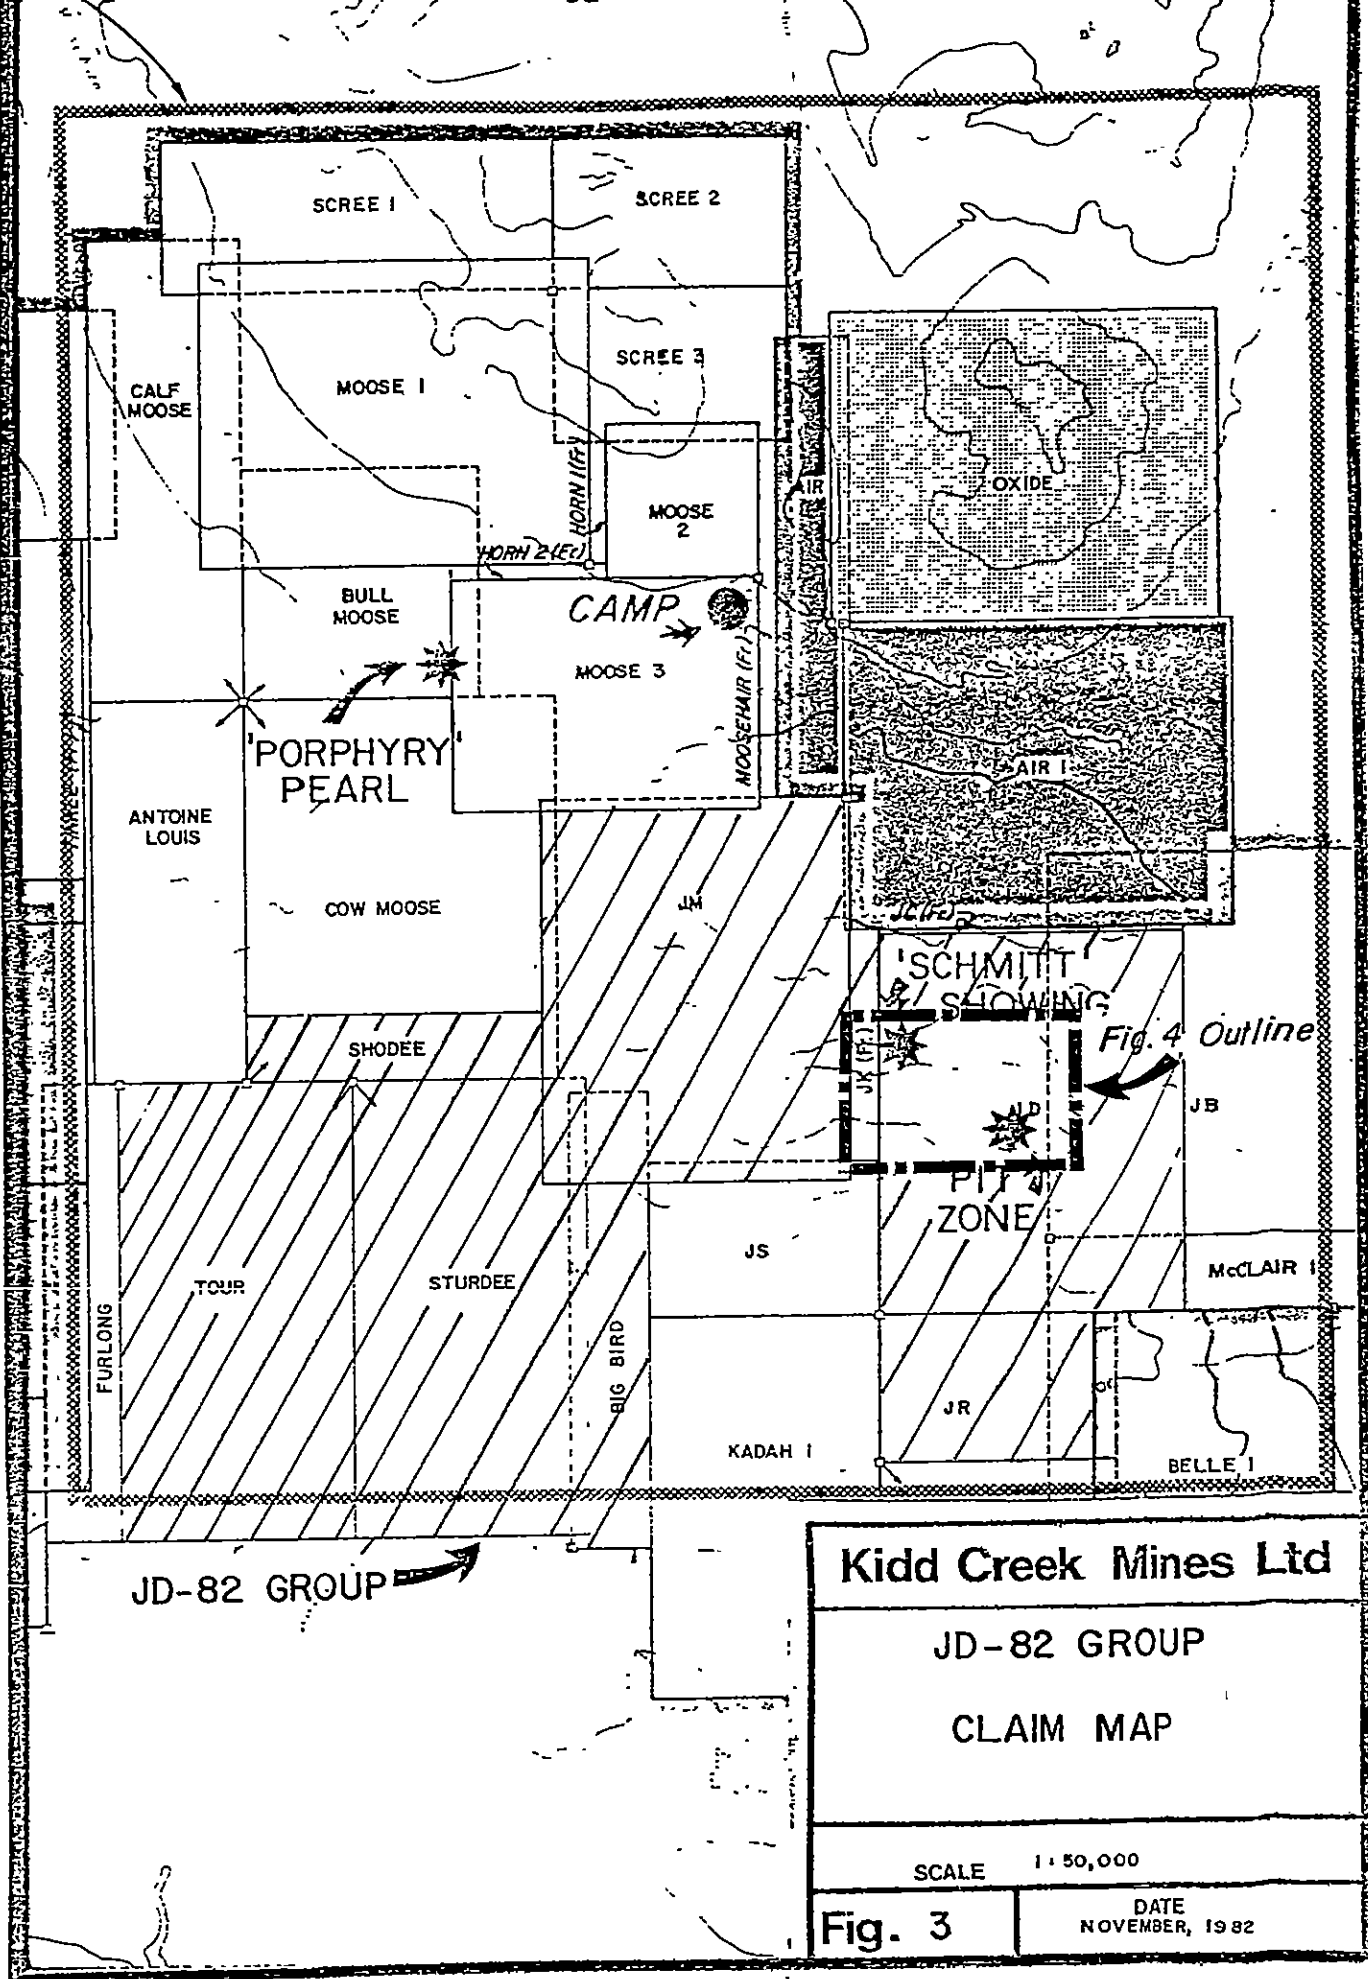 SCREE 1
SCREE 2
SCREE 3
MOOSE 1
CALF
MOOSE
HORN 1(Fr)
MOOSE
2
AIR
OXIDE
HORN 2(Fr)
BULL
MOOSE
CAMP
MOOSE 3
MOOSEHAIR (Fr)
'PORPHYRY'
PEARL
AIR 1
ANTOINE
LOUIS
COW MOOSE
JM
JC(Fr)
'SCHMITT'
SHOWING
Fig. 4 Outline
SHODEE
JK (Fr)
JD
JB
PIT
ZONE
JS
McCLAIR 1
TOUR
STURDEE
FURLONG
BIG BIRD
JR
KADAH 1
BELLE 1
JD-82 GROUP
Kidd Creek Mines Ltd
JD-82 GROUP
CLAIM MAP
SCALE 1:50,000
Fig. 3
DATE
NOVEMBER, 1982